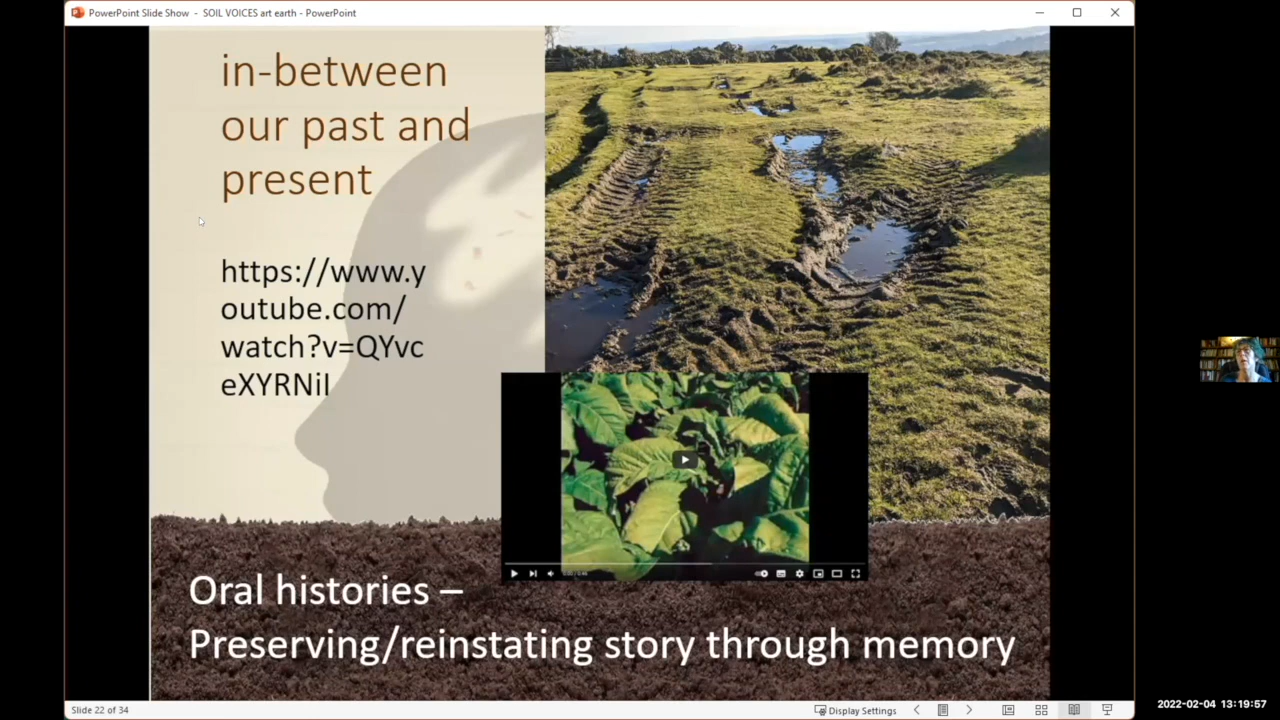 PowerPoint Slide Show - SOIL VOICES art earth - PowerPoint
in-between
our past and
present
https://www.y
outube.com/
watch?v=QYvc
eXYRNiI
Oral histories –
Preserving/reinstating story through memory
Slide 22 of 34
Display Settings
2022-02-04 13:19:57